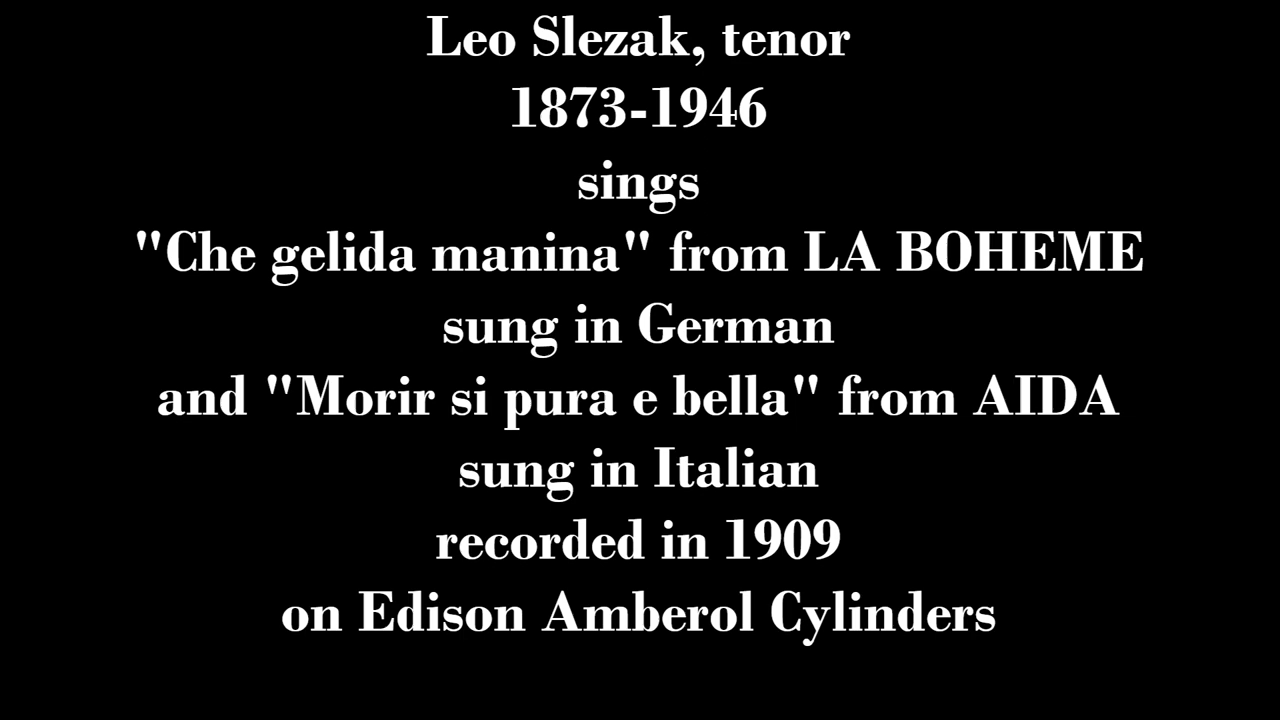 Leo Slezak, tenor
1873-1946
sings
"Che gelida manina" from LA BOHEME
sung in German
and "Morir si pura e bella" from AIDA
sung in Italian
recorded in 1909
on Edison Amberol Cylinders